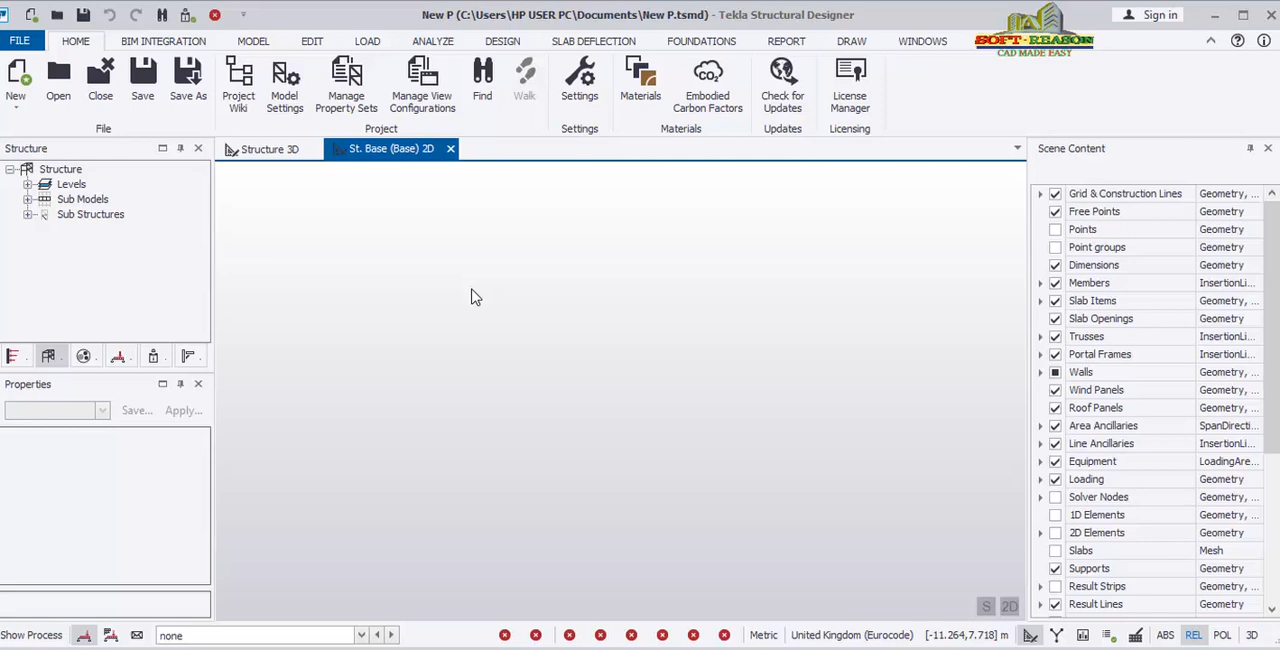 New P (C:\Users\HP USER PC\Documents\New P.tsmd) - Tekla Structural Designer
Sign in
FILE HOME BIM INTEGRATION MODEL LOAD ANALYZE DESIGN SLAB DEFLECTION FOUNDATIONS REPORT DRAW WINDOWS
SOFT-REASON
CAD MADE EASY
New Open Close Save Save As
Project Wiki
Model Settings
Manage Property Sets
Manage View Configurations
Find
Walk
Settings
Materials
CO2
Embodied Carbon Factors
Check for Updates
License Manager
File Project Settings Materials Updates Licensing
Structure
Structure
Levels
Sub Models
Sub Structures
Properties
Save... Apply...
Structure 3D
St. Base (Base) 2D
S 2D
Scene Content
Grid & Construction Lines Geometry, ...
Free Points Geometry
Points Geometry
Point groups Geometry
Dimensions Geometry
Members InsertionLi...
Slab Items Geometry, ...
Slab Openings Geometry
Trusses InsertionLi...
Portal Frames InsertionLi...
Walls Geometry, ...
Wind Panels Geometry
Roof Panels Geometry, ...
Area Ancillaries SpanDirecti...
Line Ancillaries InsertionLi...
Equipment LoadingAre...
Loading Geometry
Solver Nodes Geometry, ...
1D Elements Geometry, ...
2D Elements Geometry
Slabs Mesh
Supports Geometry
Result Strips Geometry, ...
Result Lines Geometry
Show Process none Metric United Kingdom (Eurocode) [-11.264,7.718] m ABS REL POL 3D